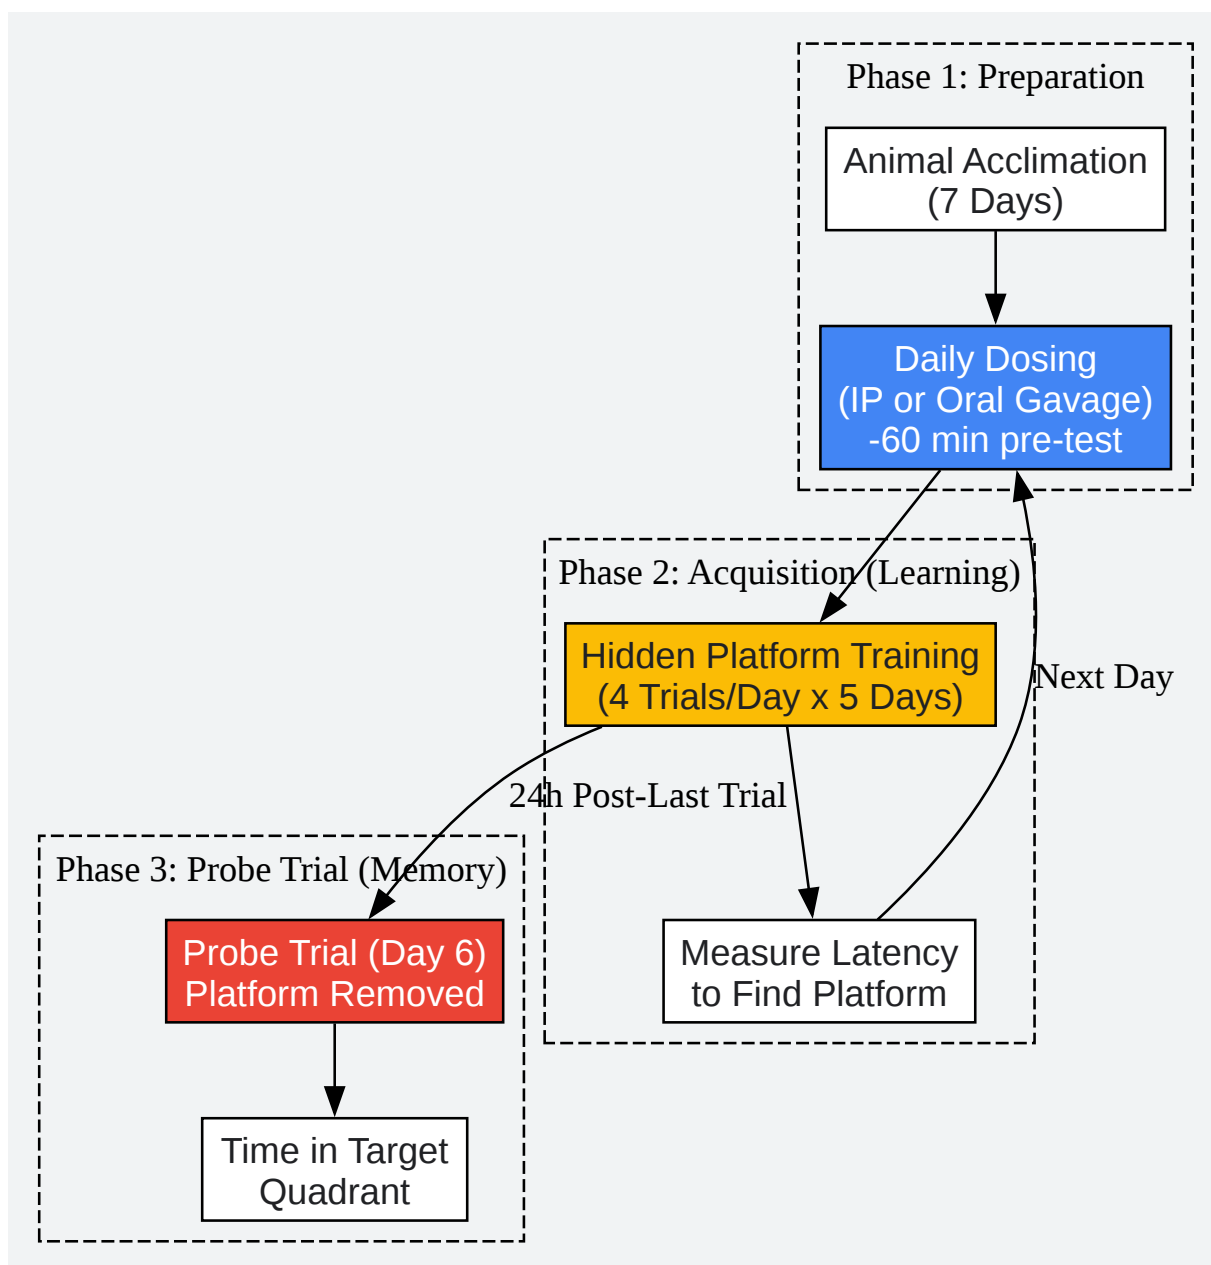 Phase 1: Preparation
Animal Acclimation
(7 Days)
Daily Dosing
(IP or Oral Gavage)
-60 min pre-test
Phase 2: Acquisition (Learning)
Hidden Platform Training
(4 Trials/Day x 5 Days)
Next Day
24h Post-Last Trial
Phase 3: Probe Trial (Memory)
Probe Trial (Day 6)
Platform Removed
Measure Latency
to Find Platform
Time in Target
Quadrant